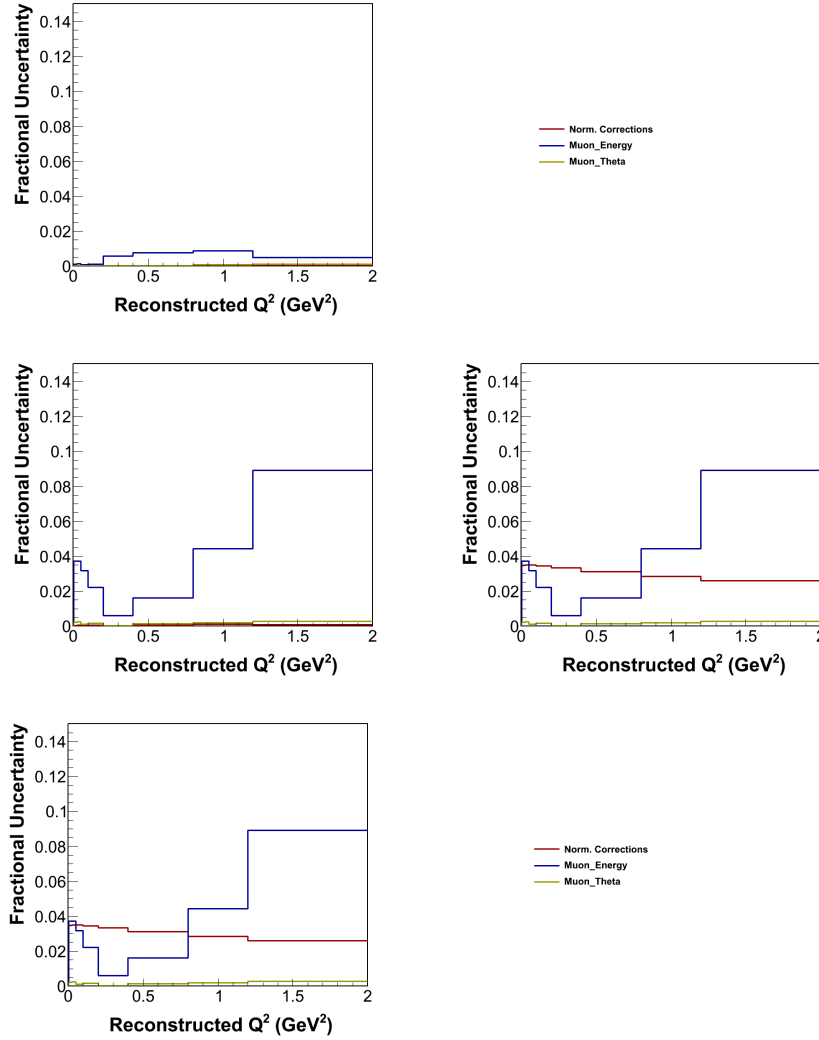 Fractional Uncertainty
0.14
0.12
0.1
0.08
0.06
0.04
0.02
0
0 0.5 1 1.5 2
Reconstructed Q² (GeV²)
Norm. Corrections
Muon_Energy
Muon_Theta
Fractional Uncertainty
0.14
0.12
0.1
0.08
0.06
0.04
0.02
0
0 0.5 1 1.5 2
Reconstructed Q² (GeV²)
Fractional Uncertainty
0.14
0.12
0.1
0.08
0.06
0.04
0.02
0
0 0.5 1 1.5 2
Reconstructed Q² (GeV²)
Fractional Uncertainty
0.14
0.12
0.1
0.08
0.06
0.04
0.02
0
0 0.5 1 1.5 2
Reconstructed Q² (GeV²)
Norm. Corrections
Muon_Energy
Muon_Theta